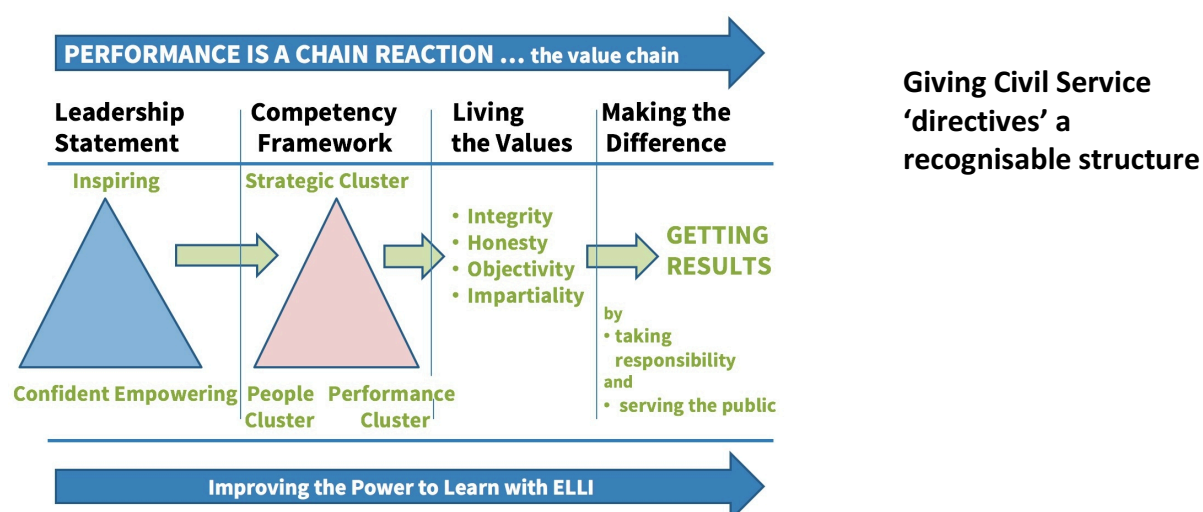 PERFORMANCE IS A CHAIN REACTION ... the value chain
Giving Civil Service
‘directives’ a
recognisable structure
Leadership
Statement
Competency
Framework
Living
the Values
Making the
Difference
Inspiring
Confident Empowering
Strategic Cluster
People
Cluster
Performance
Cluster
• Integrity
• Honesty
• Objectivity
• Impartiality
GETTING
RESULTS
by
• taking
responsibility
and
• serving the public
Improving the Power to Learn with ELLI